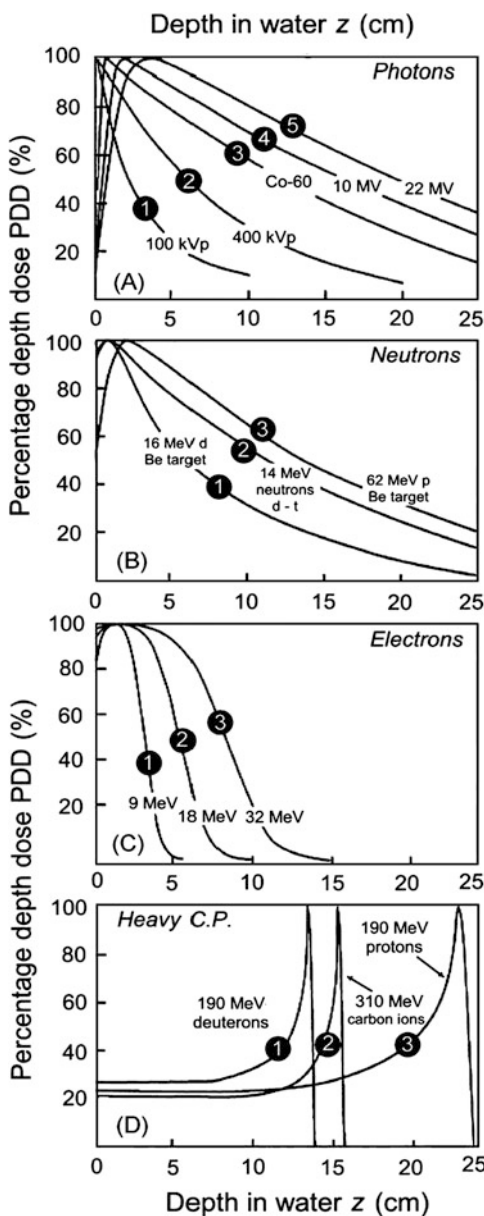 Depth in water z (cm)
Percentage depth dose PDD (%)
100
80
60
40
20
Photons
5
4
3
2
1
Co-60
10 MV
22 MV
100 kVp
400 kVp
(A)
0
5
10
15
20
25
100
80
60
40
20
Neutrons
16 MeV d
Be target
3
2
1
14 MeV
neutrons
d - t
62 MeV p
Be target
(B)
0
5
10
15
20
25
Percentage depth dose PDD (%)
100
80
60
40
20
Electrons
3
2
1
9 MeV
18 MeV
32 MeV
(C)
0
5
10
15
20
25
100
80
60
40
20
Heavy C.P.
190 MeV
protons
190 MeV
deuterons
310 MeV
carbon ions
1
2
3
(D)
0
5
10
15
20
25
Depth in water z (cm)